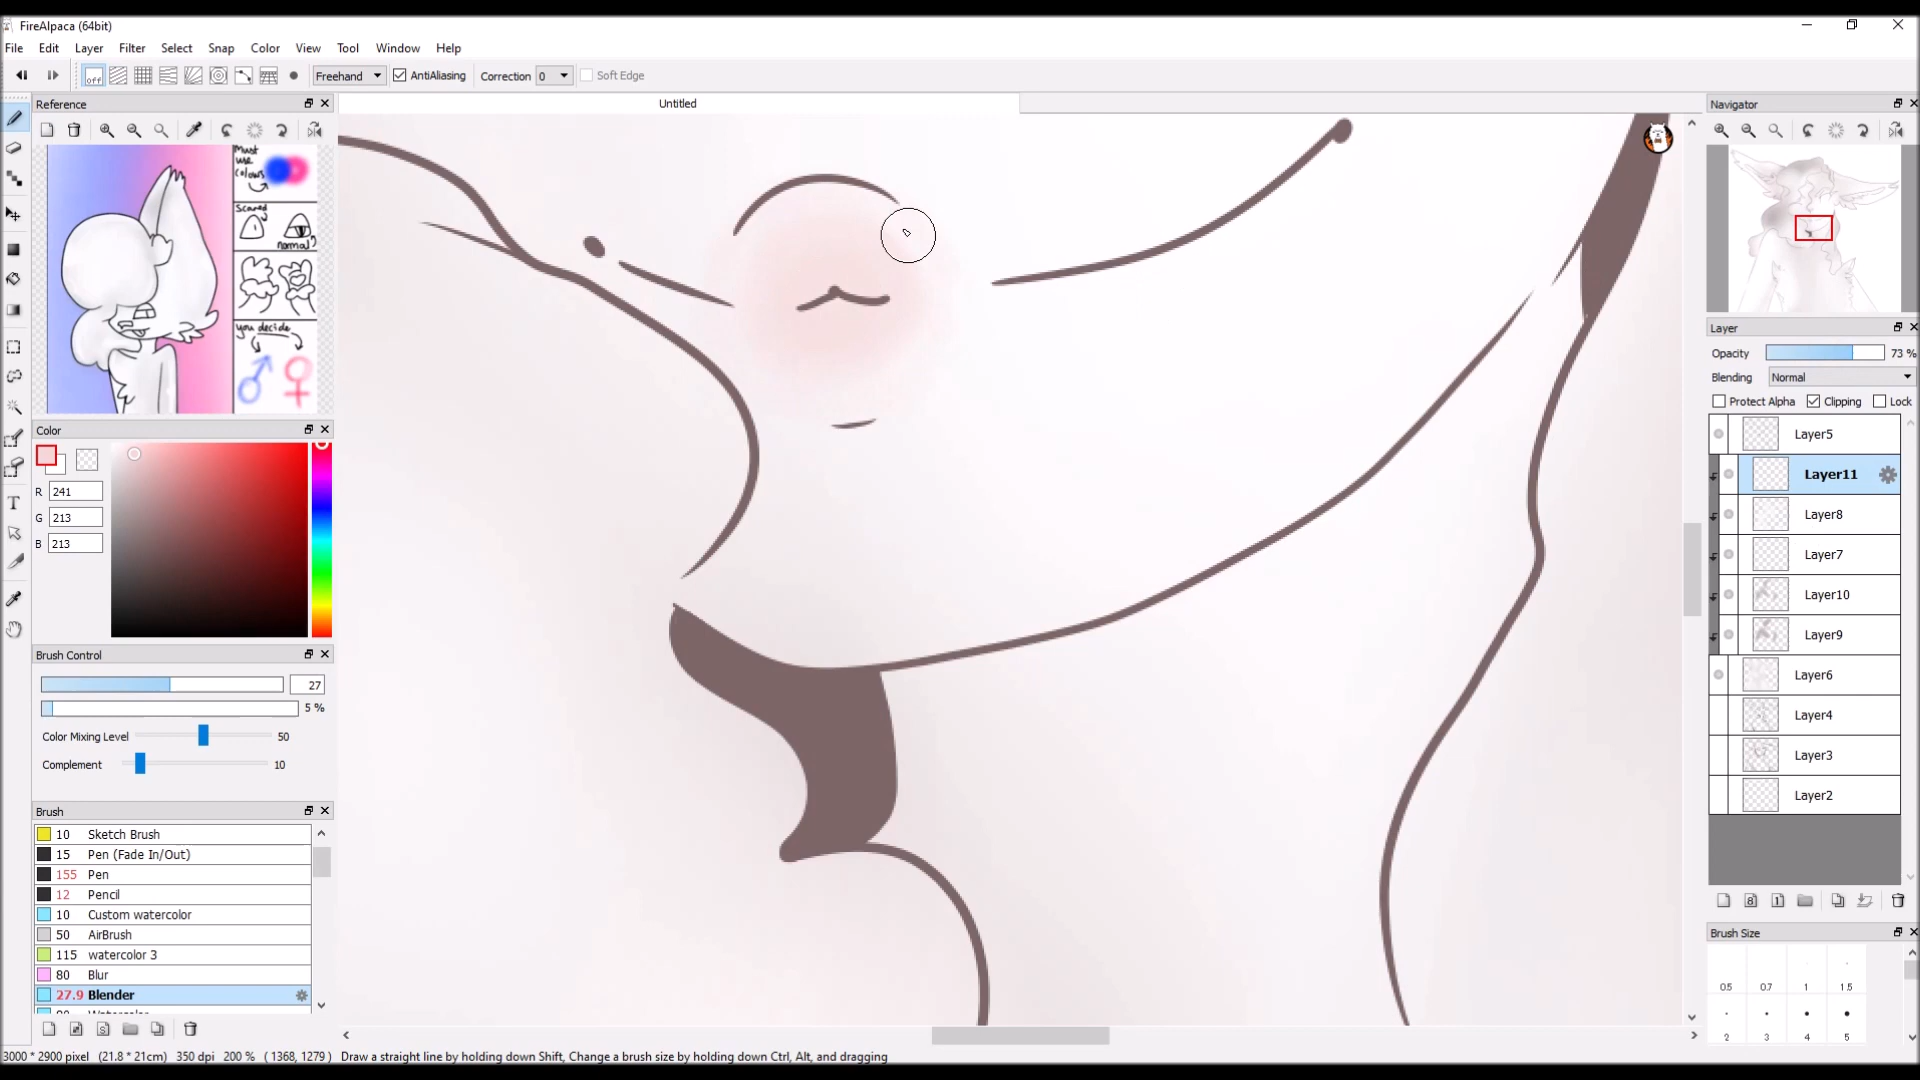 FireAlpaca (64bit)
File Edit Layer Filter Select Snap Color View Tool Window Help
off Freehand AntiAliasing Correction 0 Soft Edge
Reference
Untitled
Navigator
Must
use
colours
Scared
normal
you decide
Layer
Opacity 73 %
Blending Normal
Protect Alpha Clipping Lock
Layer5
Layer11
Layer8
Layer7
Layer10
Layer9
Layer6
Layer4
Layer3
Layer2
Color
R 241
G 213
B 213
Brush Control
27
5 %
Color Mixing Level 50
Complement 10
Brush
10 Sketch Brush
15 Pen (Fade In/Out)
155 Pen
12 Pencil
10 Custom watercolor
50 AirBrush
115 watercolor 3
80 Blur
27.9 Blender
Brush Size
0.5 0.7 1 1.5
2 3 4 5
3000 * 2900 pixel (21.8 * 21cm) 350 dpi 200 % ( 1368, 1279 ) Draw a straight line by holding down Shift, Change a brush size by holding down Ctrl, Alt, and dragging